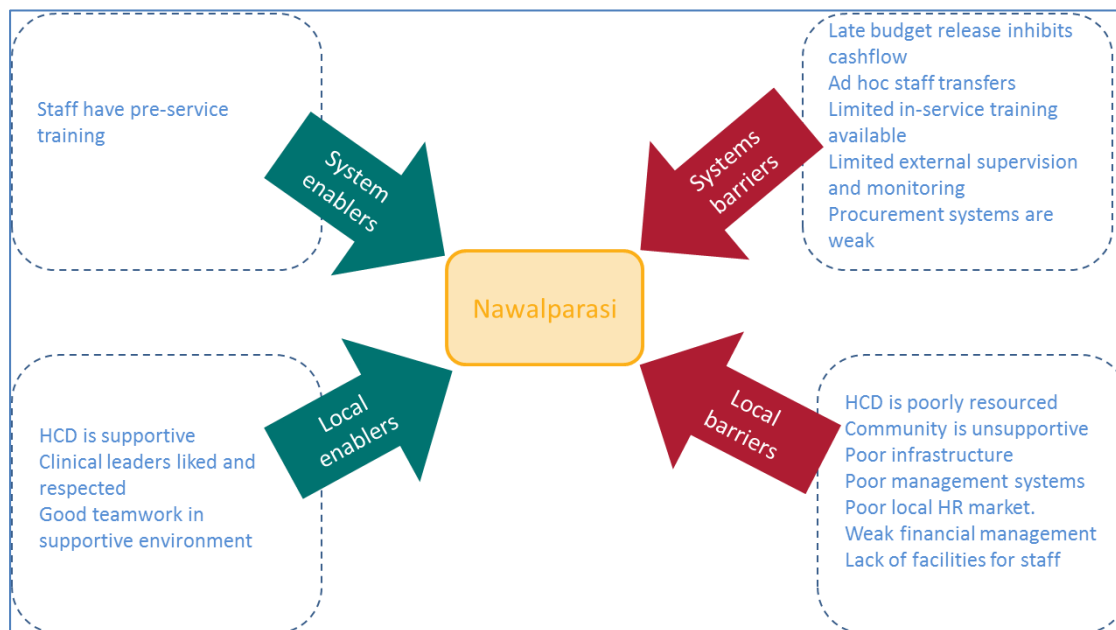 Staff have pre-service
training
System
enablers
Late budget release inhibits
cashflow
Ad hoc staff transfers
Limited in-service training
available
Limited external supervision
and monitoring
Procurement systems are
weak
Systems
barriers
Nawalparasi
HCD is supportive
Clinical leaders liked and
respected
Good teamwork in
supportive environment
Local
enablers
Local
barriers
HCD is poorly resourced
Community is unsupportive
Poor infrastructure
Poor management systems
Poor local HR market.
Weak financial management
Lack of facilities for staff